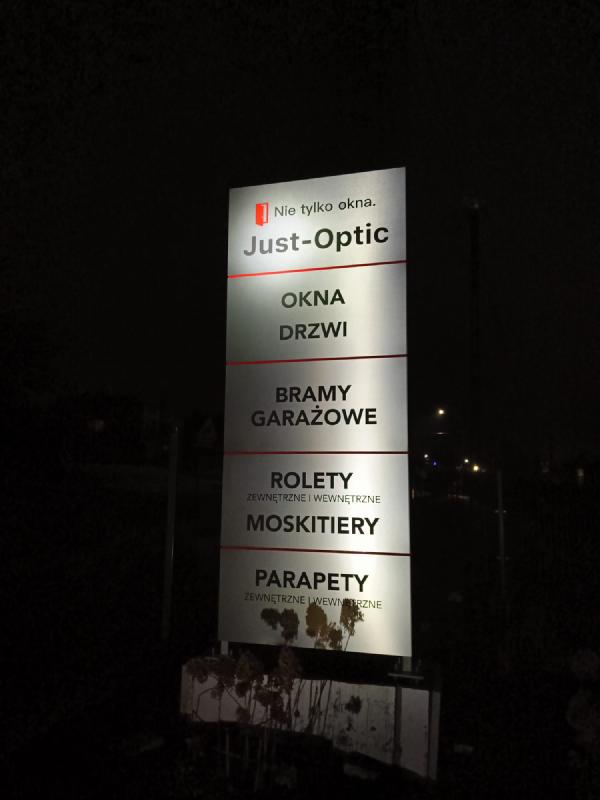 Nie tylko okna.
Just-Optic
OKNA
DRZWI
BRAMY
GARAŻOWE
ROLETY
ZEWNĘTRZNE I WEWNĘTRZNE
MOSKITIERY
PARAPETY
ZEWNĘTRZNE I WEWNĘTRZNE